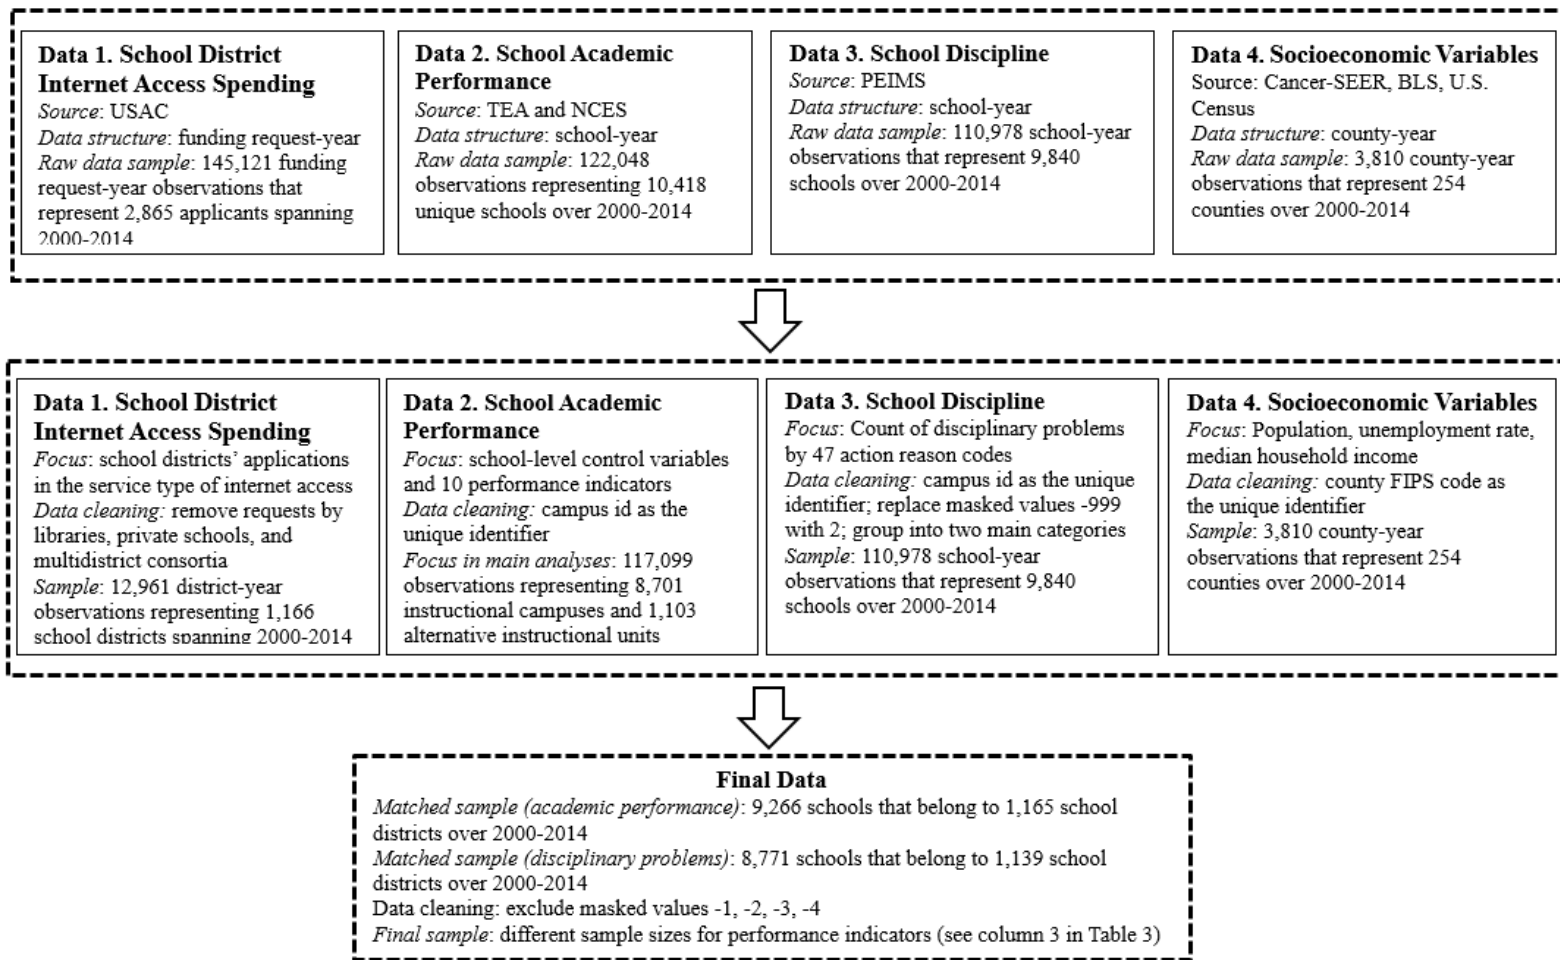 Data 1. School District
Internet Access Spending
Source: USAC
Data structure: funding request-year
Raw data sample: 145,121 funding
request-year observations that
represent 2,865 applicants spanning
2000-2014
Data 2. School Academic
Performance
Source: TEA and NCES
Data structure: school-year
Raw data sample: 122,048
observations representing 10,418
unique schools over 2000-2014
Data 3. School Discipline
Source: PEIMS
Data structure: school-year
Raw data sample: 110,978 school-year
observations that represent 9,840
schools over 2000-2014
Data 4. Socioeconomic Variables
Source: Cancer-SEER, BLS, U.S.
Census
Data structure: county-year
Raw data sample: 3,810 county-year
observations that represent 254
counties over 2000-2014
Data 1. School District
Internet Access Spending
Focus: school districts’ applications
in the service type of internet access
Data cleaning: remove requests by
libraries, private schools, and
multidistrict consortia
Sample: 12,961 district-year
observations representing 1,166
school districts spanning 2000-2014
Data 2. School Academic
Performance
Focus: school-level control variables
and 10 performance indicators
Data cleaning: campus id as the
unique identifier
Focus in main analyses: 117,099
observations representing 8,701
instructional campuses and 1,103
alternative instructional units
Data 3. School Discipline
Focus: Count of disciplinary problems
by 47 action reason codes
Data cleaning: campus id as the unique
identifier; replace masked values -999
with 2; group into two main categories
Sample: 110,978 school-year
observations that represent 9,840
schools over 2000-2014
Data 4. Socioeconomic Variables
Focus: Population, unemployment rate,
median household income
Data cleaning: county FIPS code as
the unique identifier
Sample: 3,810 county-year
observations that represent 254
counties over 2000-2014
Final Data
Matched sample (academic performance): 9,266 schools that belong to 1,165 school
districts over 2000-2014
Matched sample (disciplinary problems): 8,771 schools that belong to 1,139 school
districts over 2000-2014
Data cleaning: exclude masked values -1, -2, -3, -4
Final sample: different sample sizes for performance indicators (see column 3 in Table 3)